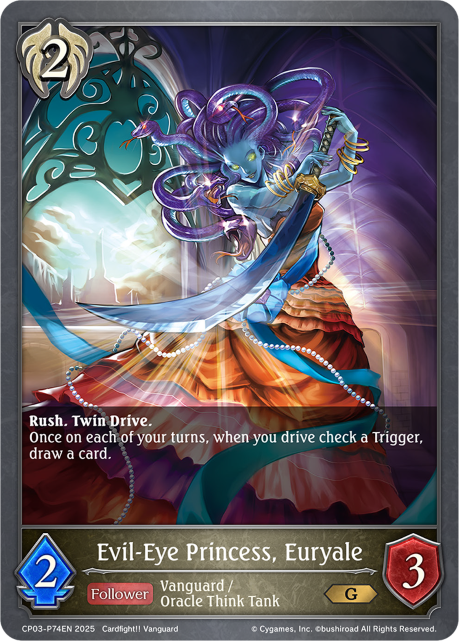 2
Rush. Twin Drive.
Once on each of your turns, when you drive check a Trigger,
draw a card.
Evil-Eye Princess, Euryale
2
Follower
Vanguard /
Oracle Think Tank
G
3
CP03-P74EN 2025 Cardfight!! Vanguard
© Cygames, Inc. ©bushiroad All Rights Reserved.